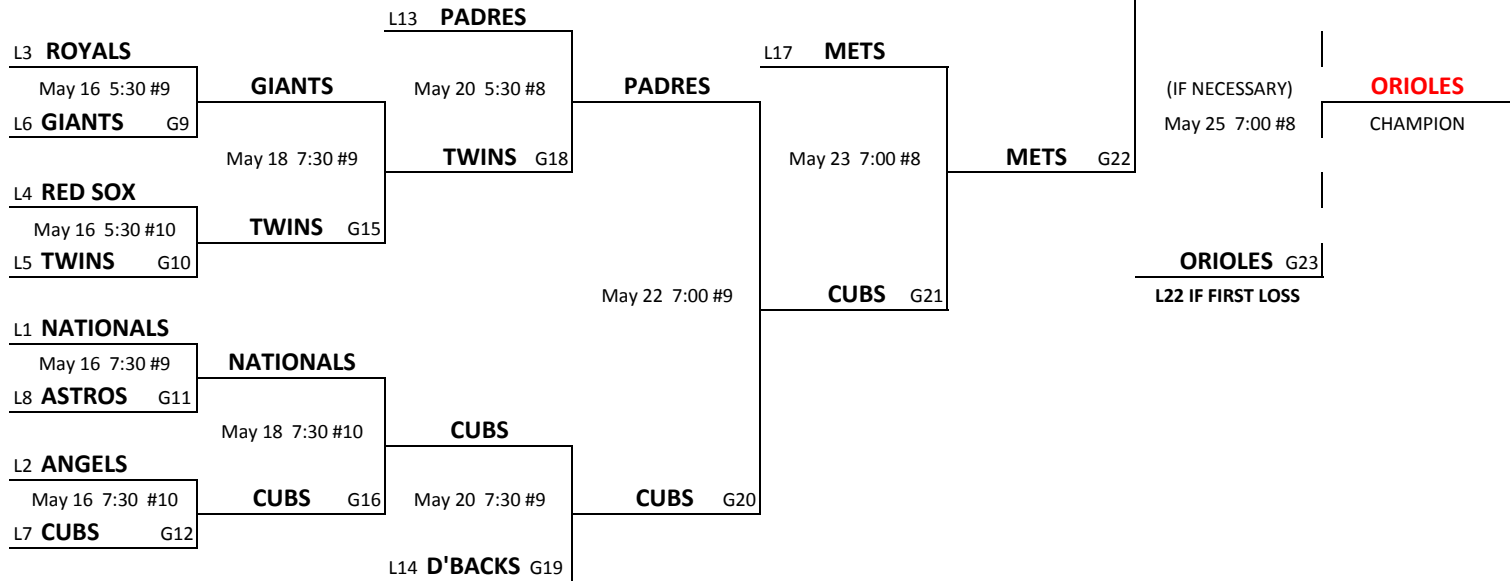 L13 PADRES
L3 ROYALS
L17 METS
May 16 5:30 #9
GIANTS
May 20 5:30 #8
PADRES
(IF NECESSARY)
ORIOLES
L6 GIANTS G9
May 25 7:00 #8
CHAMPION
May 18 7:30 #9
TWINS G18
May 23 7:00 #8
METS G22
L4 RED SOX
May 16 5:30 #10
TWINS G15
L5 TWINS G10
ORIOLES G23
May 22 7:00 #9
CUBS G21
L22 IF FIRST LOSS
L1 NATIONALS
May 16 7:30 #9
NATIONALS
L8 ASTROS G11
May 18 7:30 #10
CUBS
L2 ANGELS
May 16 7:30 #10
CUBS G16
May 20 7:30 #9
CUBS G20
L7 CUBS G12
L14 D'BACKS G19